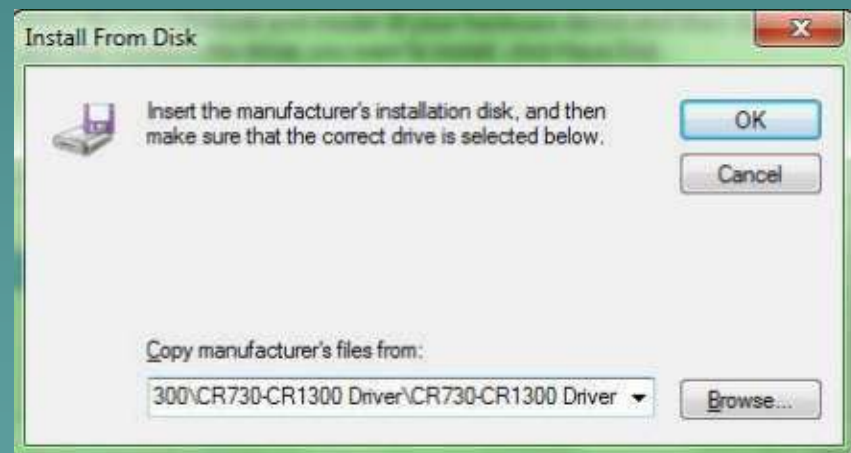 Install From Disk
Insert the manufacturer's installation disk, and then
make sure that the correct drive is selected below.
OK
Cancel
Copy manufacturer's files from:
300\CR730-CR1300 Driver\CR730-CR1300 Driver
Browse...